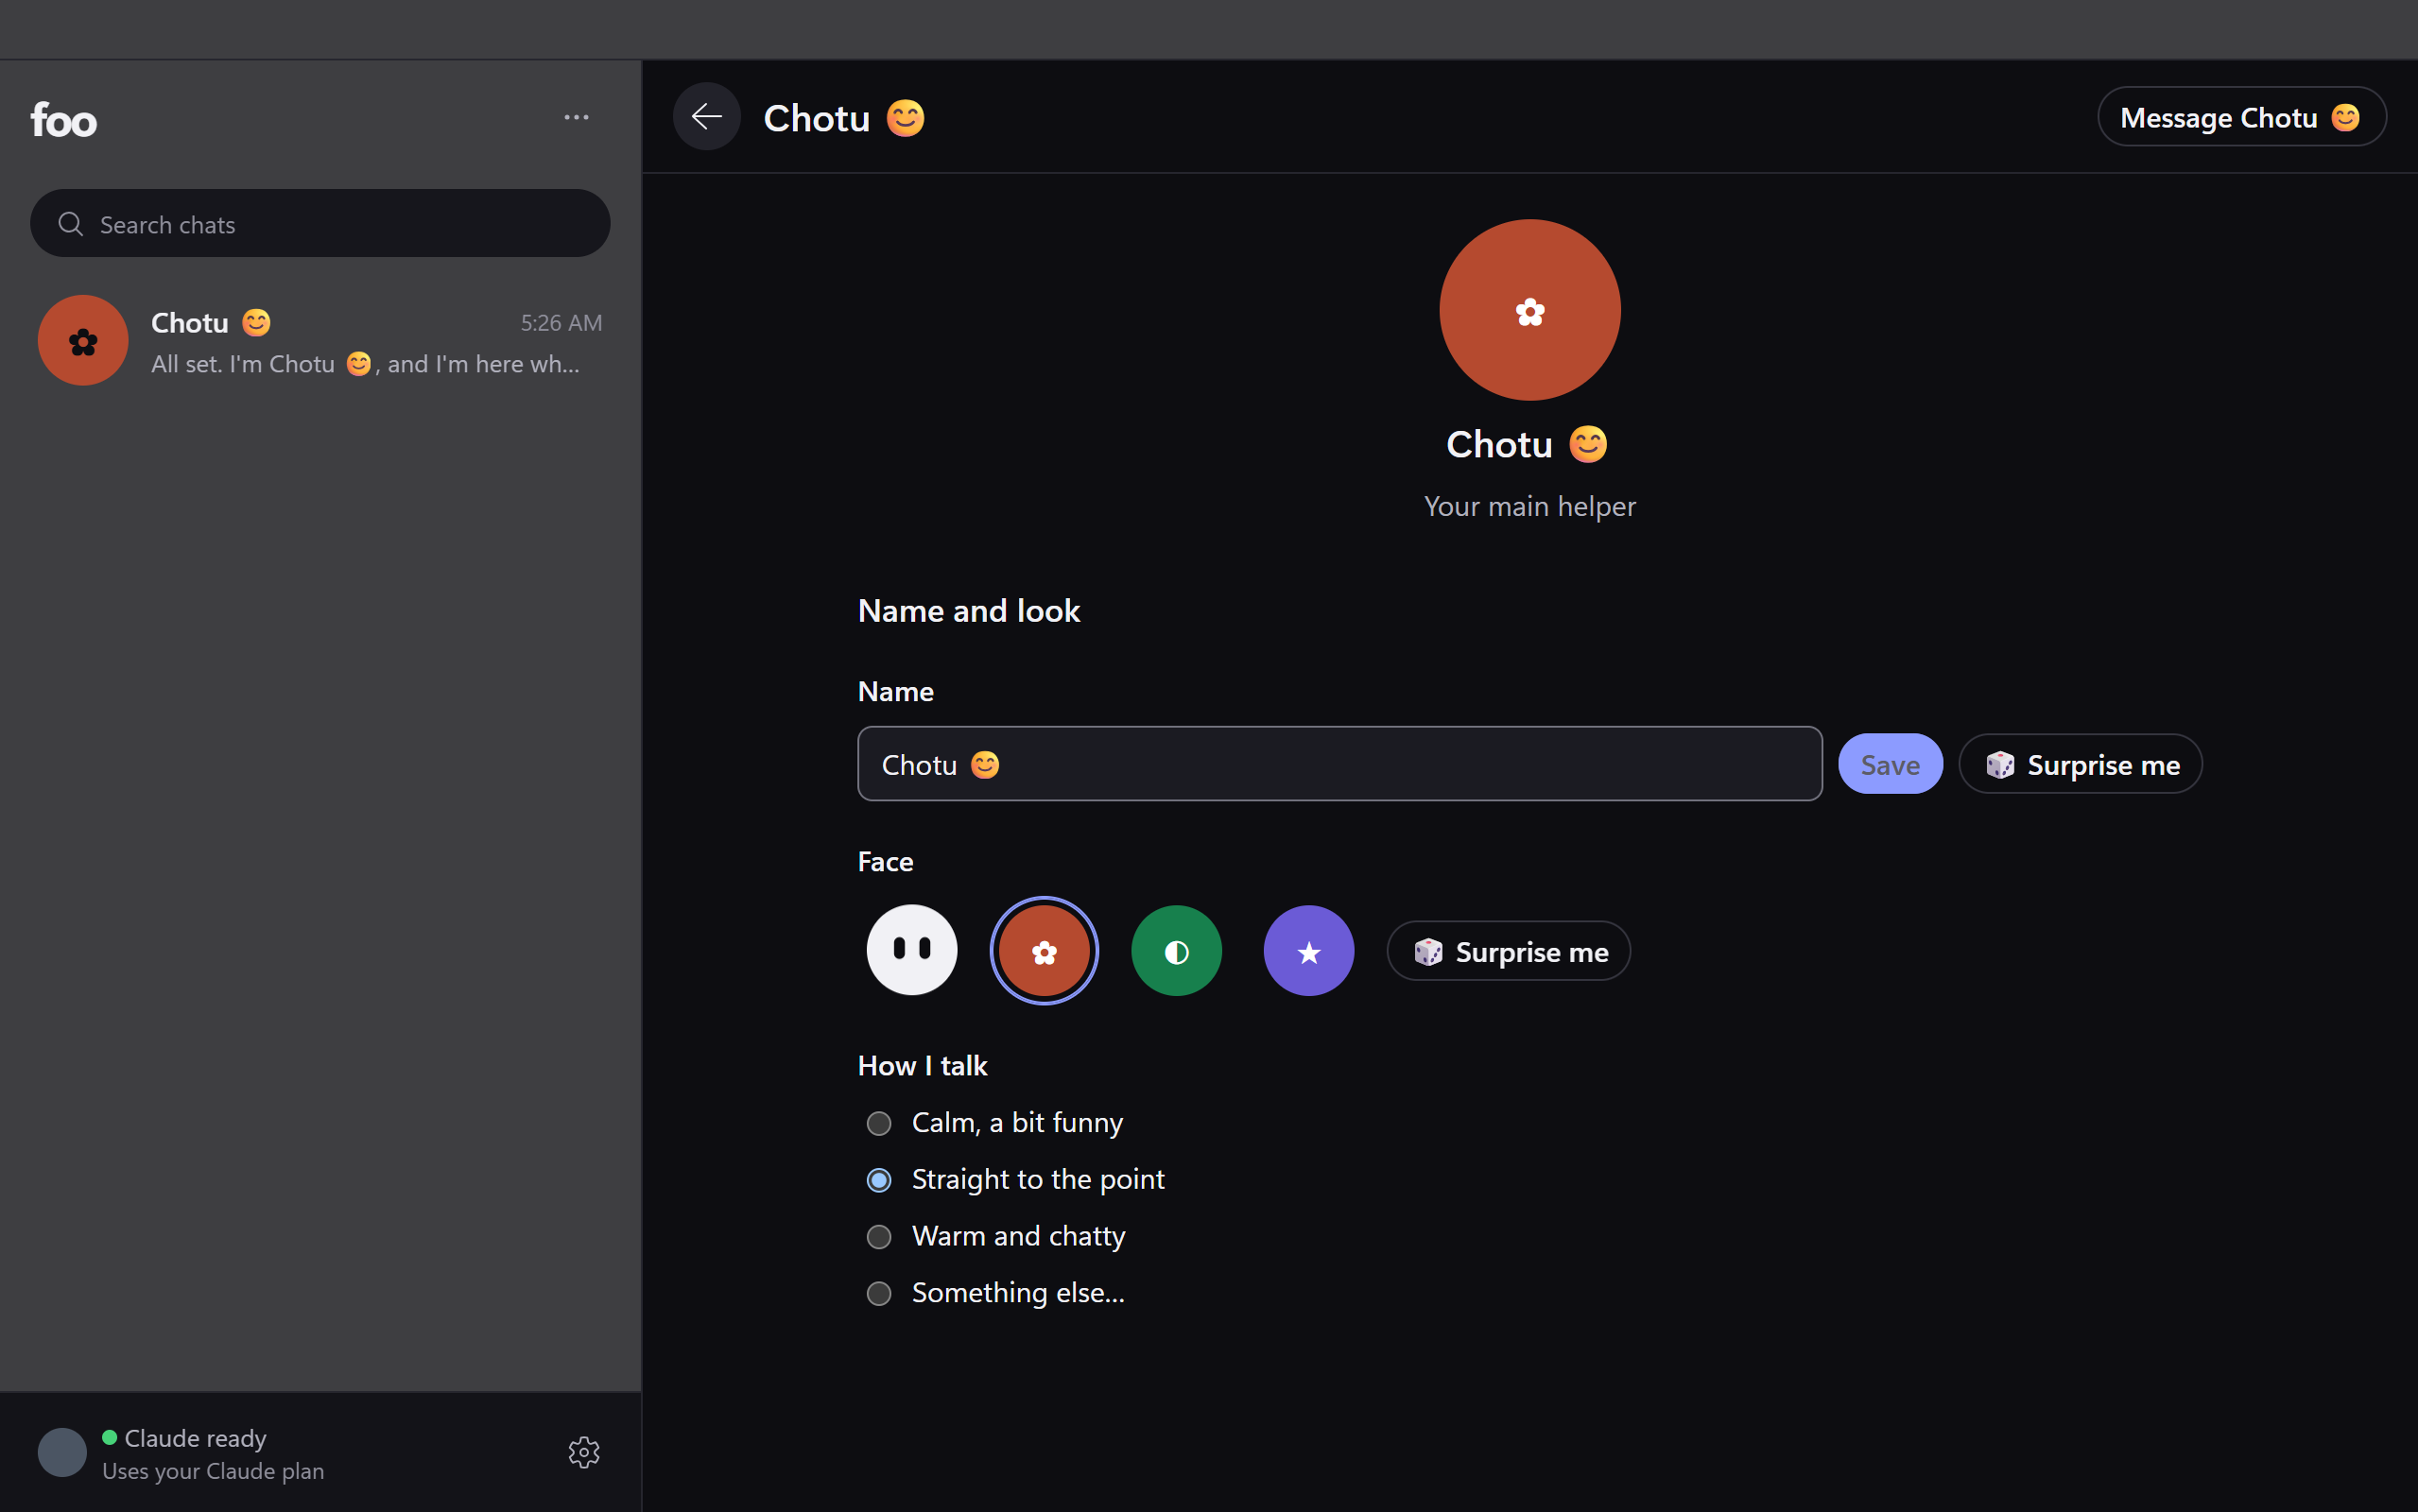 foo
...
Search chats
Chotu 😊
5:26 AM
All set. I'm Chotu 😊, and I'm here wh...
Claude ready
Uses your Claude plan
Chotu 😊
Message Chotu 😊
Chotu 😊
Your main helper
Name and look
Name
Chotu 😊
Save
🎲 Surprise me
Face
🎲 Surprise me
How I talk
Calm, a bit funny
Straight to the point
Warm and chatty
Something else...